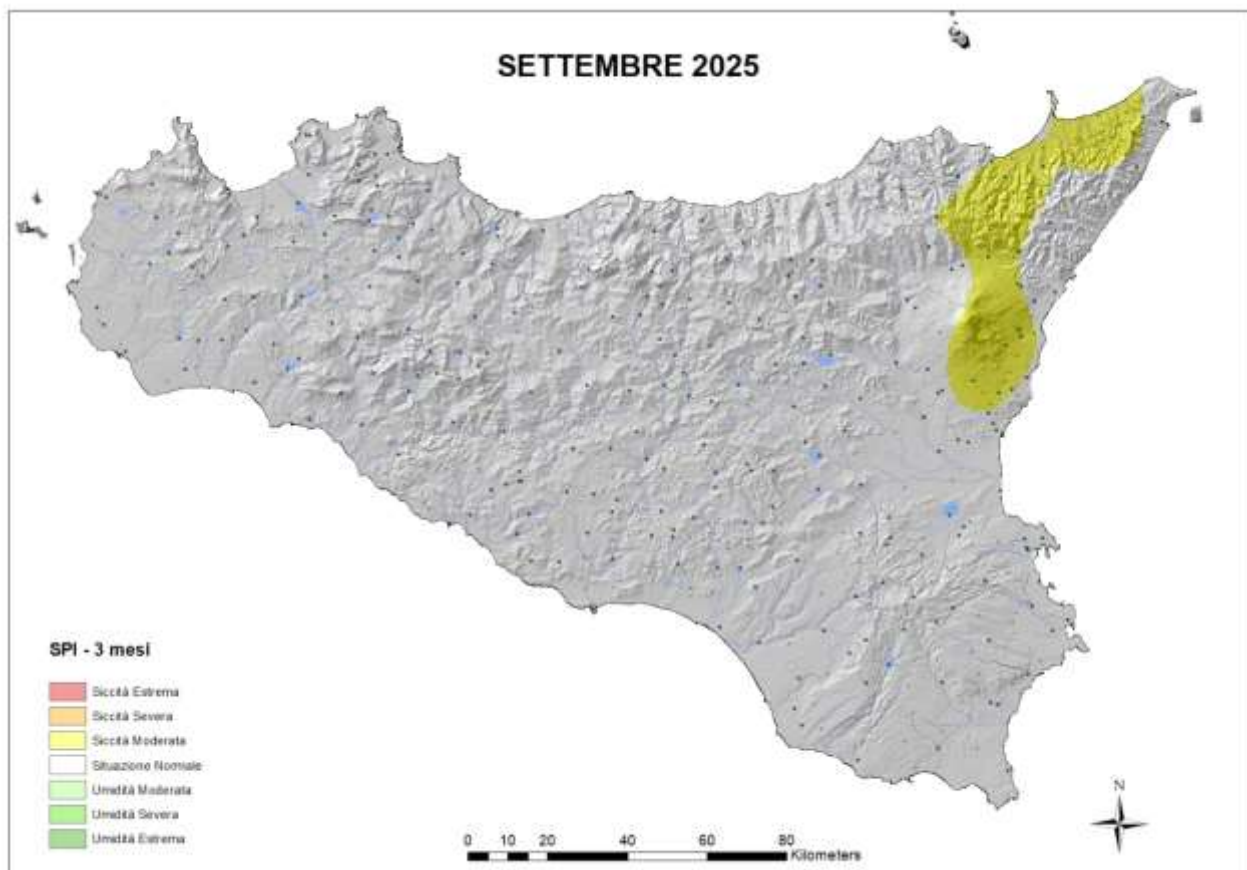 SETTEMBRE 2025
SPI - 3 mesi
Siccità Estrema
Siccità Severa
Siccità Moderata
Situazione Normale
Umidità Moderata
Umidità Severa
Umidità Estrema
N
0 10 20 40 60 80
Kilometers